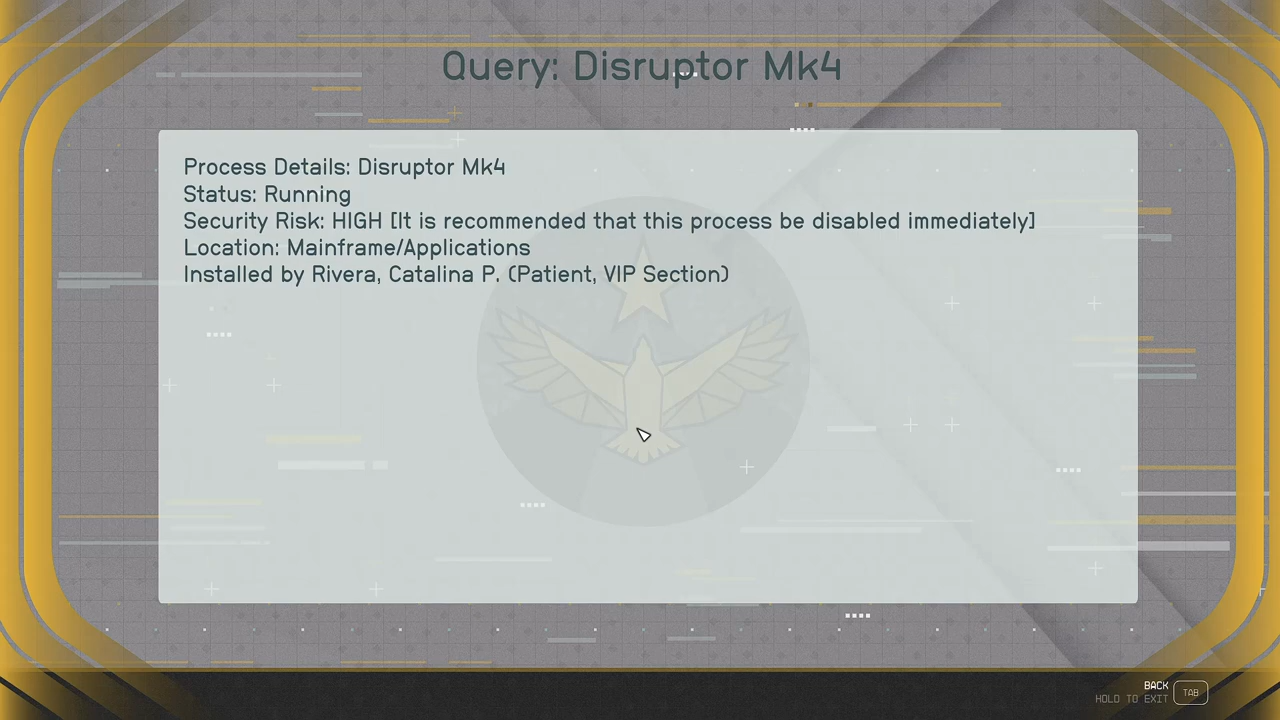 Query: Disruptor Mk4
Process Details: Disruptor Mk4
Status: Running
Security Risk: HIGH [It is recommended that this process be disabled immediately]
Location: Mainframe/Applications
Installed by Rivera, Catalina P. (Patient, VIP Section)
BACK
HOLD TO EXIT TAB